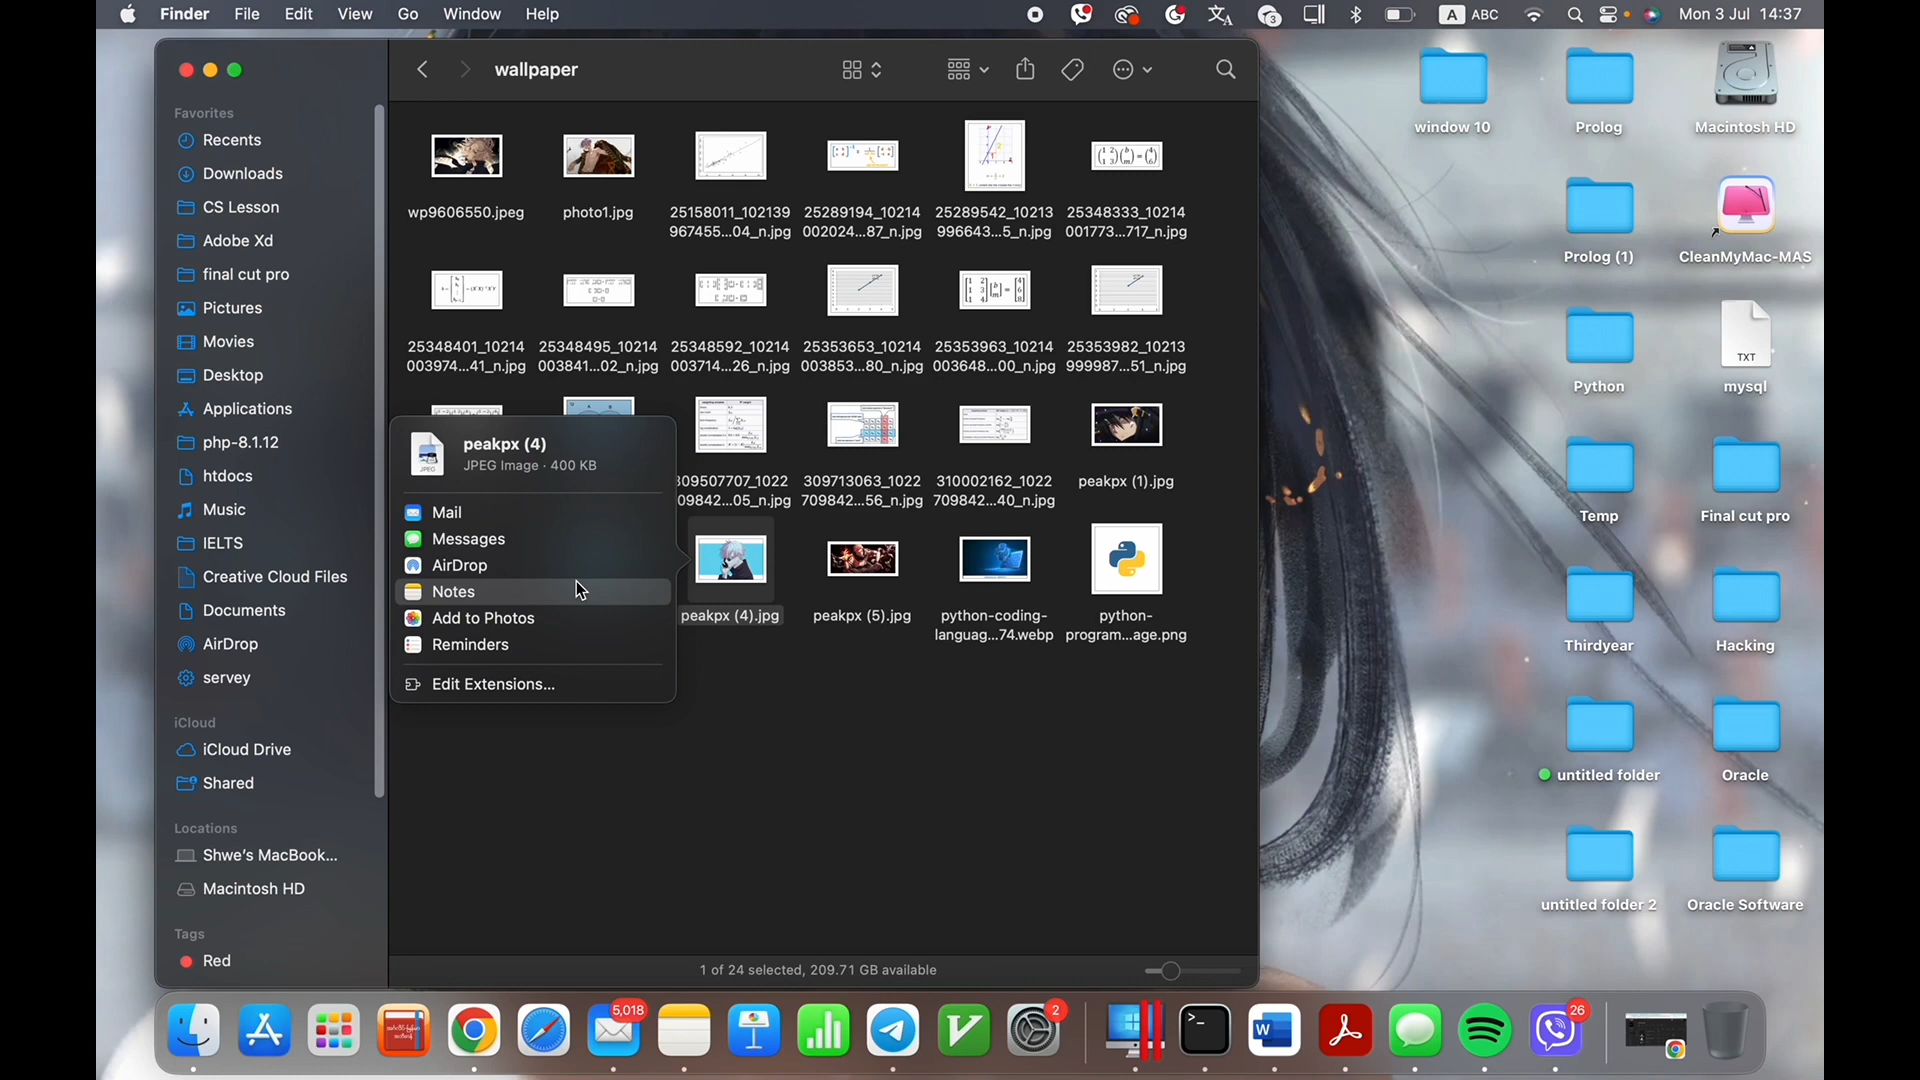 Finder File Edit View Go Window Help
3 A ABC Mon 3 Jul 14:37
wallpaper
Favorites
Recents
Downloads
CS Lesson
Adobe Xd
final cut pro
Pictures
Movies
Desktop
Applications
php-8.1.12
htdocs
Music
IELTS
Creative Cloud Files
Documents
AirDrop
servey
iCloud
iCloud Drive
Shared
Locations
Shwe's MacBook...
Macintosh HD
Tags
Red
wp9606550.jpeg
photo1.jpg
25158011_102139
967455...04_n.jpg
25289194_10214
002024...87_n.jpg
25289542_10213
996643...5_n.jpg
25348333_10214
001773...717_n.jpg
25348401_10214
003974...41_n.jpg
25348495_10214
003841...02_n.jpg
25348592_10214
003714...26_n.jpg
25353653_10214
003853...80_n.jpg
25353963_10214
003648...00_n.jpg
25353982_10213
999987...51_n.jpg
309507707_1022
709842...05_n.jpg
309713063_1022
709842...56_n.jpg
310002162_1022
709842...40_n.jpg
peakpx (1).jpg
peakpx (4).jpg
peakpx (5).jpg
python-coding-
languag...74.webp
python-
program...age.png
peakpx (4)
JPEG Image · 400 KB
JPEG
Mail
Messages
AirDrop
Notes
Add to Photos
Reminders
Edit Extensions...
1 of 24 selected, 209.71 GB available
window 10
Prolog
Macintosh HD
Prolog (1)
CleanMyMac-MAS
Python
TXT
mysql
Temp
Final cut pro
Thirdyear
Hacking
untitled folder
Oracle
untitled folder 2
Oracle Software
5,018
2
26